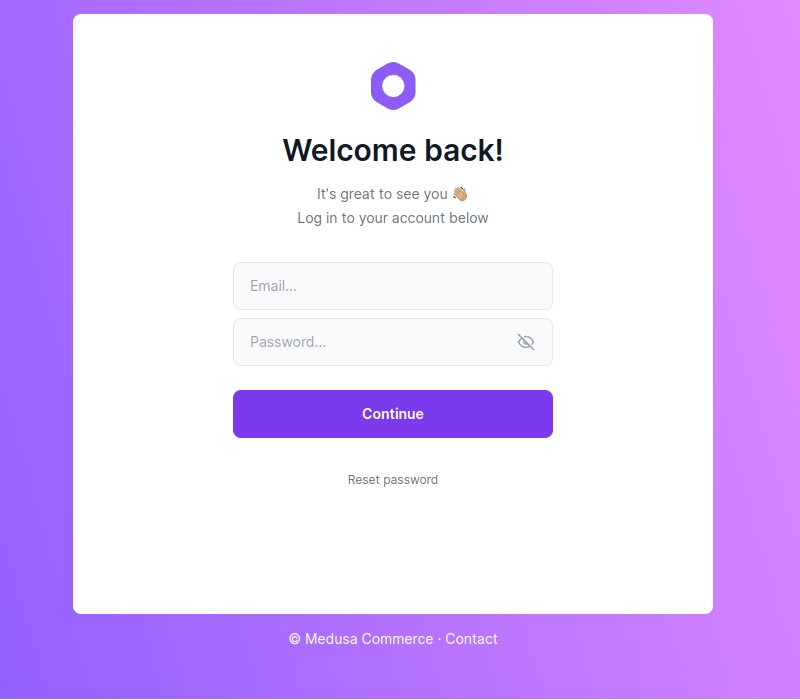 Welcome back!
It's great to see you 👋🏽
Log in to your account below
Email...
Password...
Continue
Reset password
© Medusa Commerce · Contact